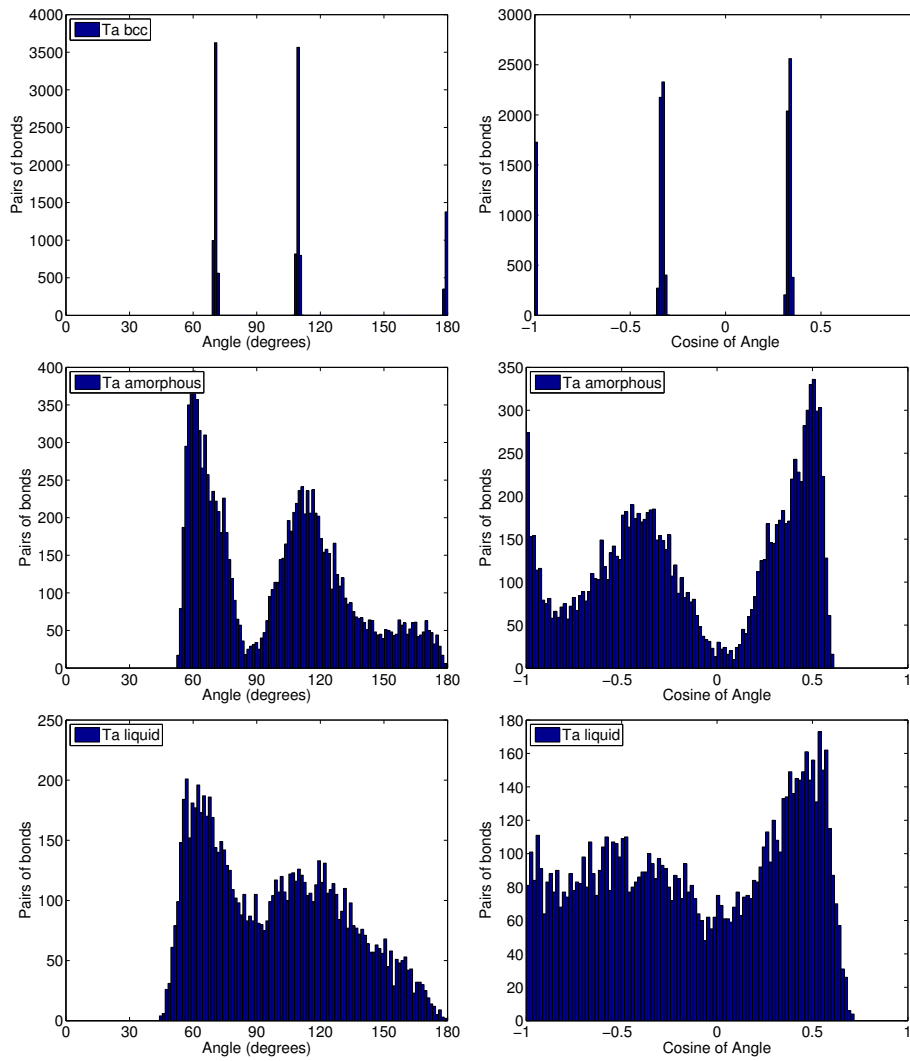 Ta bcc
Pairs of bonds
4000
3500
3000
2500
2000
1500
1000
500
0
0 30 60 90 120 150 180
Angle (degrees)
Pairs of bonds
3000
2500
2000
1500
1000
500
0
−1 −0.5 0 0.5
Cosine of Angle
Ta amorphous
Pairs of bonds
400
350
300
250
200
150
100
50
0
0 30 60 90 120 150 180
Angle (degrees)
Ta amorphous
Pairs of bonds
350
300
250
200
150
100
50
0
−1 −0.5 0 0.5 1
Cosine of Angle
Ta liquid
Pairs of bonds
250
200
150
100
50
0
0 30 60 90 120 150 180
Angle (degrees)
Ta liquid
Pairs of bonds
180
160
140
120
100
80
60
40
20
0
−1 −0.5 0 0.5 1
Cosine of Angle